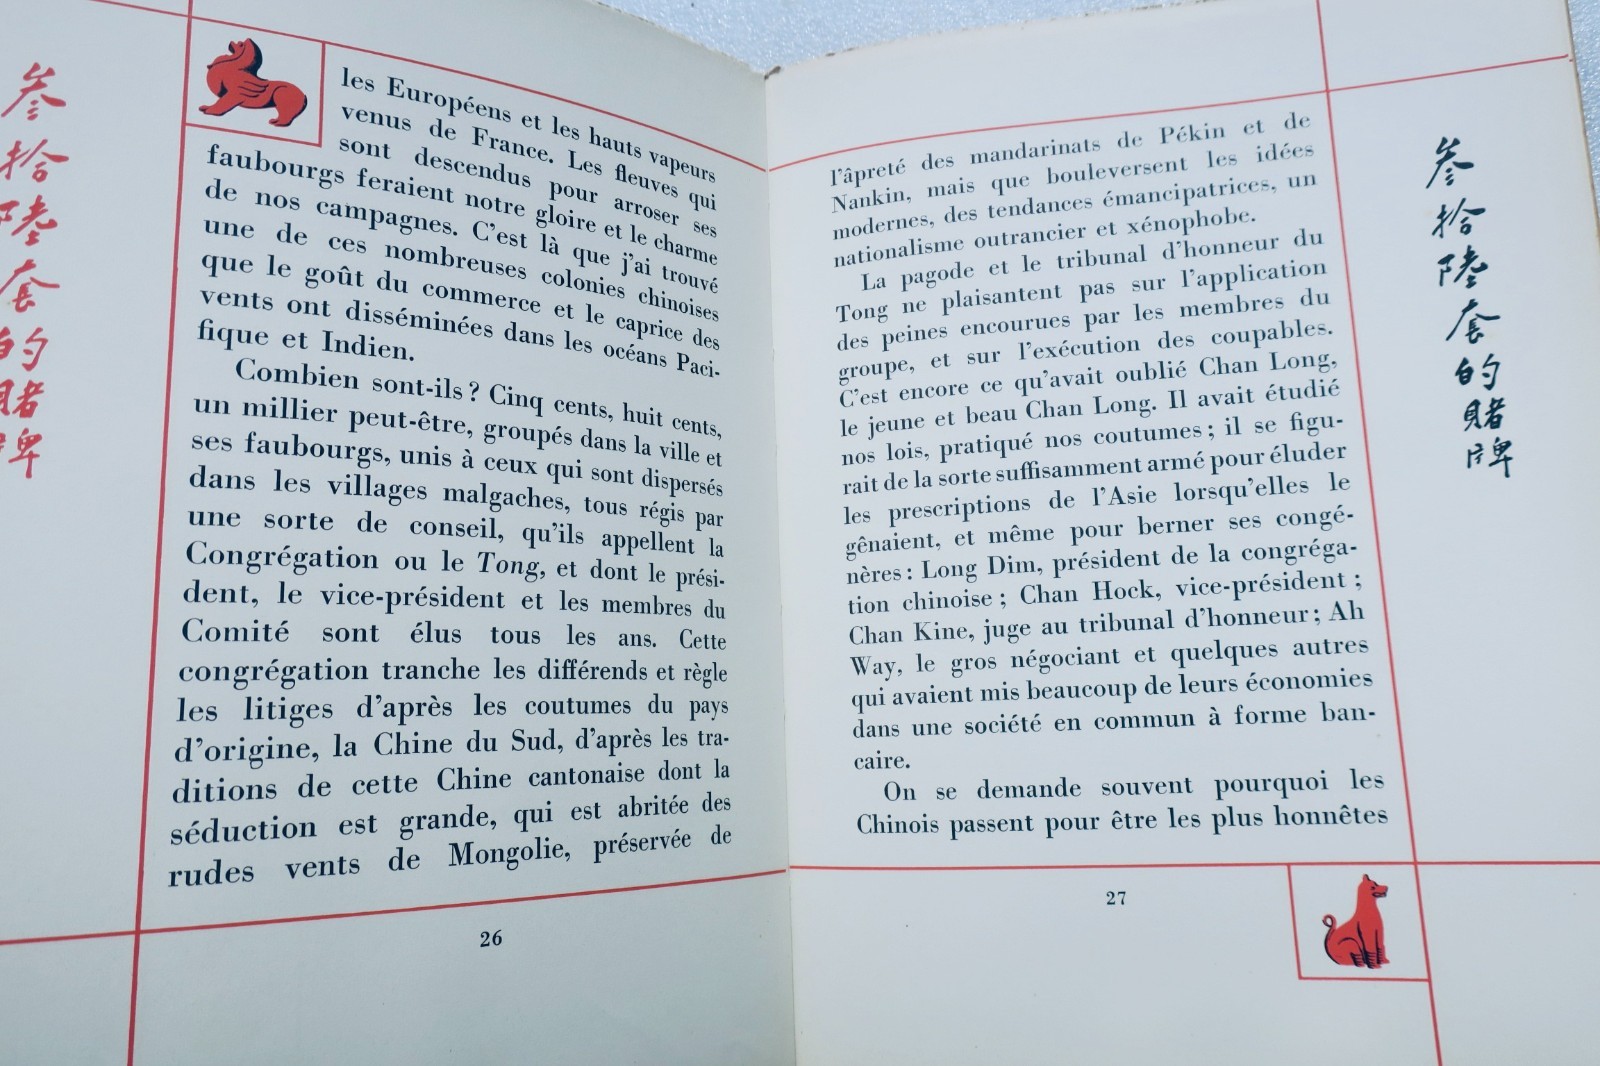 叁拾陸套的賭牌
les Européens et les hauts vapeurs
venus de France. Les fleuves qui
sont descendus pour arroser ses
faubourgs feraient notre gloire et le charme
de nos campagnes. C'est là que j'ai trouvé
une de ces nombreuses colonies chinoises
que le goût du commerce et le caprice des
vents ont disséminées dans les océans Paci-
fique et Indien.
Combien sont-ils ? Cinq cents, huit cents,
un millier peut-être, groupés dans la ville et
ses faubourgs, unis à ceux qui sont dispersés
dans les villages malgaches, tous régis par
une sorte de conseil, qu'ils appellent la
Congrégation ou le Tong, et dont le prési-
dent, le vice-président et les membres du
Comité sont élus tous les ans. Cette
congrégation tranche les différends et règle
les litiges d'après les coutumes du pays
d'origine, la Chine du Sud, d'après les tra-
ditions de cette Chine cantonaise dont la
séduction est grande, qui est abritée des
rudes vents de Mongolie, préservée de
26
l'âpreté des mandarinats de Pékin et de
Nankin, mais que bouleversent les idées
modernes, des tendances émancipatrices, un
nationalisme outrancier et xénophobe.
La pagode et le tribunal d'honneur du
Tong ne plaisantent pas sur l'application
des peines encourues par les membres du
groupe, et sur l'exécution des coupables.
C'est encore ce qu'avait oublié Chan Long,
le jeune et beau Chan Long. Il avait étudié
nos lois, pratiqué nos coutumes ; il se figu-
rait de la sorte suffisamment armé pour éluder
les prescriptions de l'Asie lorsqu'elles le
gênaient, et même pour berner ses congé-
nères : Long Dim, président de la congréga-
tion chinoise ; Chan Hock, vice-président ;
Chan Kine, juge au tribunal d'honneur ; Ah
Way, le gros négociant et quelques autres
qui avaient mis beaucoup de leurs économies
dans une société en commun à forme ban-
caire.
On se demande souvent pourquoi les
Chinois passent pour être les plus honnêtes
27
叁拾陸套的賭牌